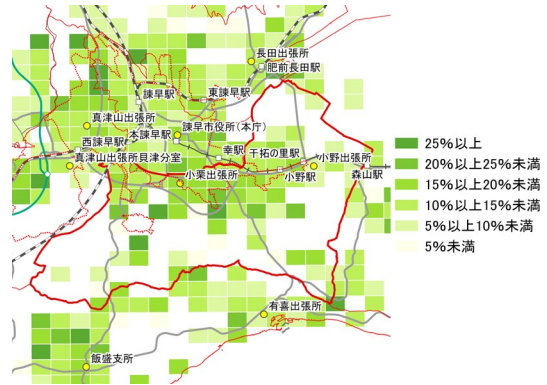 長田出張所
肥前長田駅
諫早駅
東諫早駅
真津山出張所
諫早市役所(本庁)
本諫早駅
西諫早駅
幸駅
干拓の里駅
小野出張所
真津山出張所貝津分室
小栗出張所
小野駅
森山駅
有喜出張所
飯盛支所
25%以上
20%以上25%未満
15%以上20%未満
10%以上15%未満
5%以上10%未満
5%未満